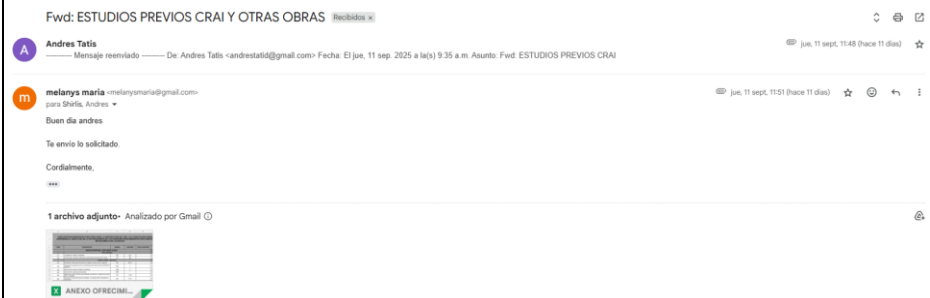 Fwd: ESTUDIOS PREVIOS CRAI Y OTRAS OBRAS Recibidos x
A
Andres Tatis
---------- Mensaje reenviado ---------- De: Andres Tatis <andrestatid@gmail.com> Fecha: El jue, 11 sep. 2025 a la(s) 9:35 a.m. Asunto: Fwd: ESTUDIOS PREVIOS CRAI
jue, 11 sept, 11:48 (hace 11 días)
m
melanys maria <melanysmaria@gmail.com>
jue, 11 sept, 11:51 (hace 11 días)
para Shirlis, Andres
Buen dia andres
Te envío lo solicitado.
Cordialmente,
1 archivo adjunto• Analizado por Gmail
X ANEXO OFRECIMI...